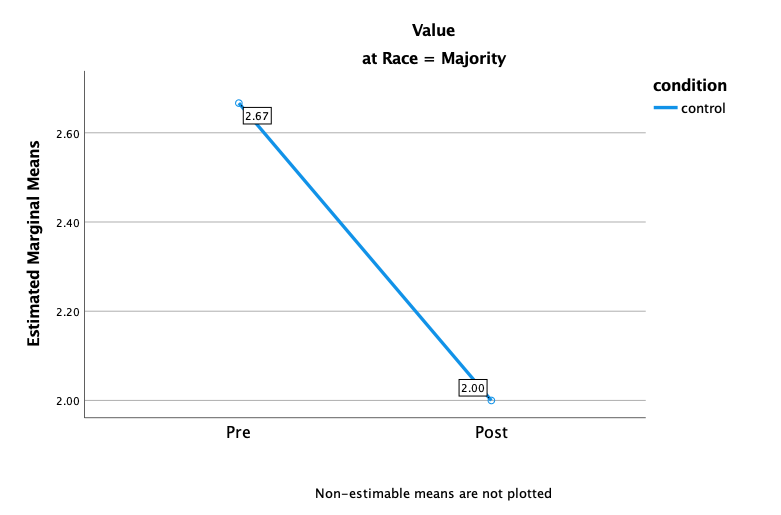 Value
at Race = Majority
condition
control
Estimated Marginal Means
2.60
2.40
2.20
2.00
2.67
2.00
Pre
Post
Non-estimable means are not plotted